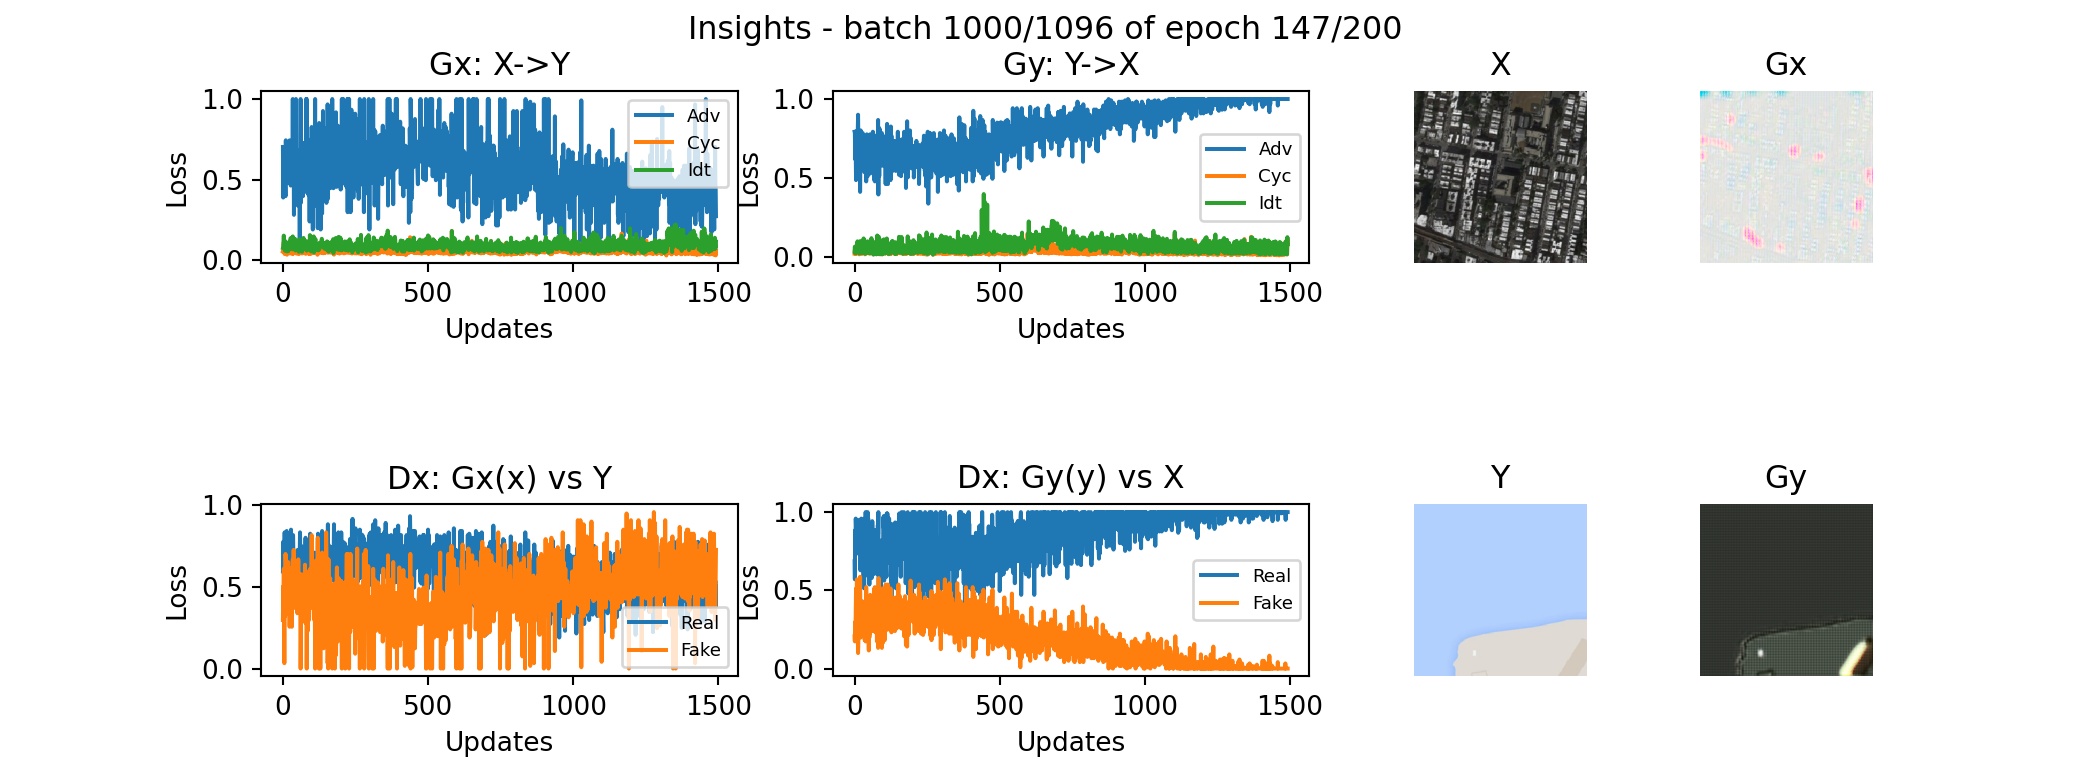 Insights - batch 1000/1096 of epoch 147/200
Gx: X->Y
Gy: Y->X
X
Gx
1.0
0.5
0.0
Loss
Adv
Cyc
Idt
0
500
1000
1500
Updates
1.0
0.5
0.0
Loss
Adv
Cyc
Idt
0
500
1000
1500
Updates
Dx: Gx(x) vs Y
Dx: Gy(y) vs X
Y
Gy
1.0
0.5
0.0
Loss
Real
Fake
0
500
1000
1500
Updates
1.0
0.5
0.0
Loss
Real
Fake
0
500
1000
1500
Updates